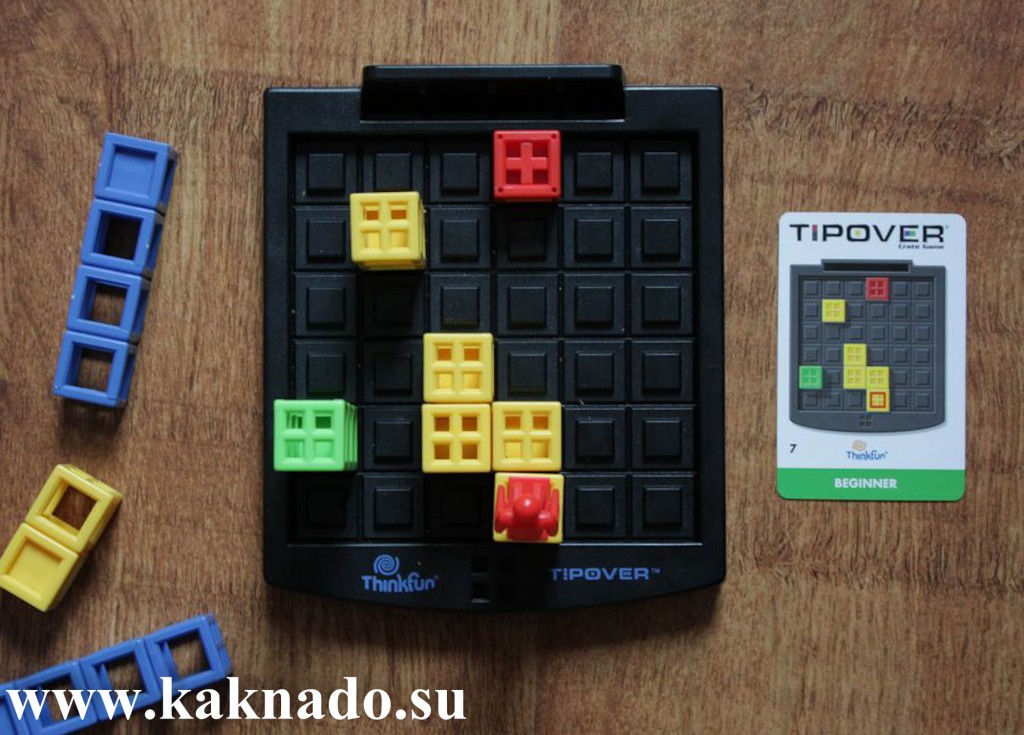 TIPOVER®
Crate Game
7
Thinkfun®
BEGINNER
Thinkfun®
TIPOVER™
www.kaknado.su